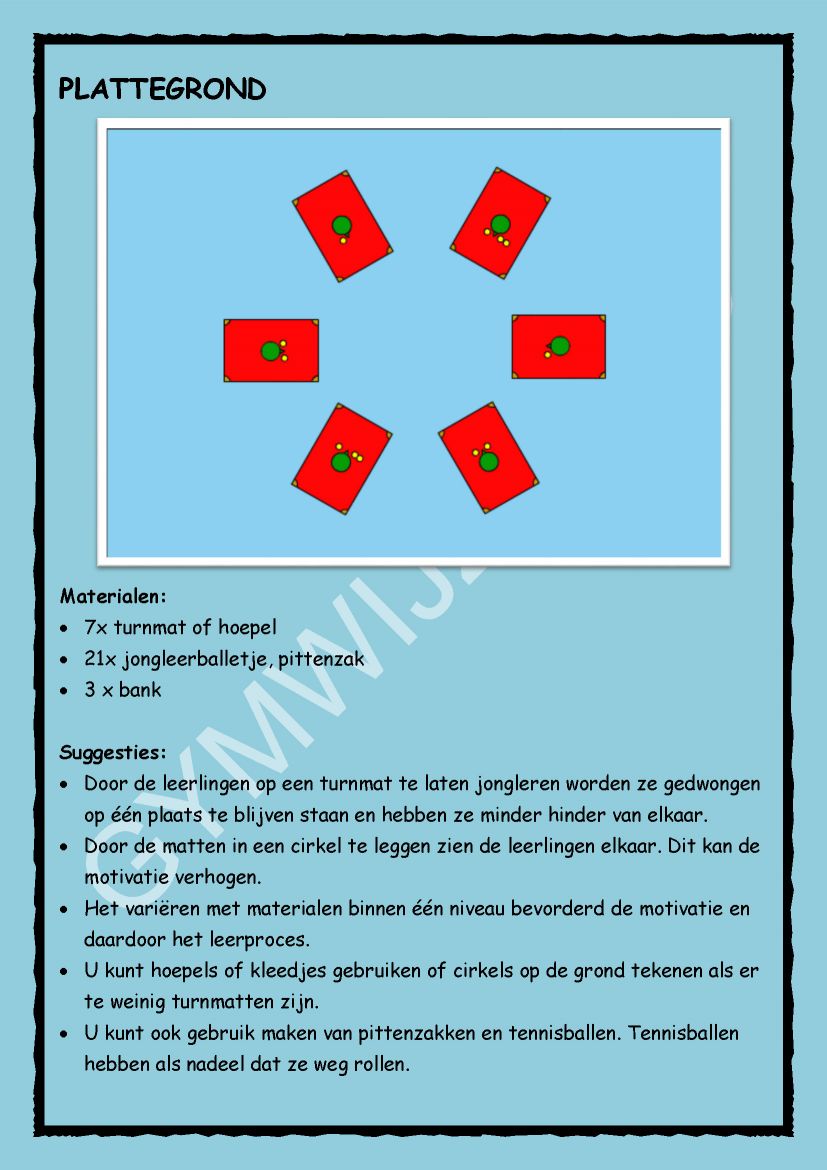 PLATTEGROND
Materialen:
• 7x turnmat of hoepel
• 21x jongleerballetje, pittenzak
• 3 x bank
Suggesties:
• Door de leerlingen op een turnmat te laten jongleren worden ze gedwongen
op één plaats te blijven staan en hebben ze minder hinder van elkaar.
• Door de matten in een cirkel te leggen zien de leerlingen elkaar. Dit kan de
motivatie verhogen.
• Het variëren met materialen binnen één niveau bevorderd de motivatie en
daardoor het leerproces.
• U kunt hoepels of kleedjes gebruiken of cirkels op de grond tekenen als er
te weinig turnmatten zijn.
• U kunt ook gebruik maken van pittenzakken en tennisballen. Tennisballen
hebben als nadeel dat ze weg rollen.